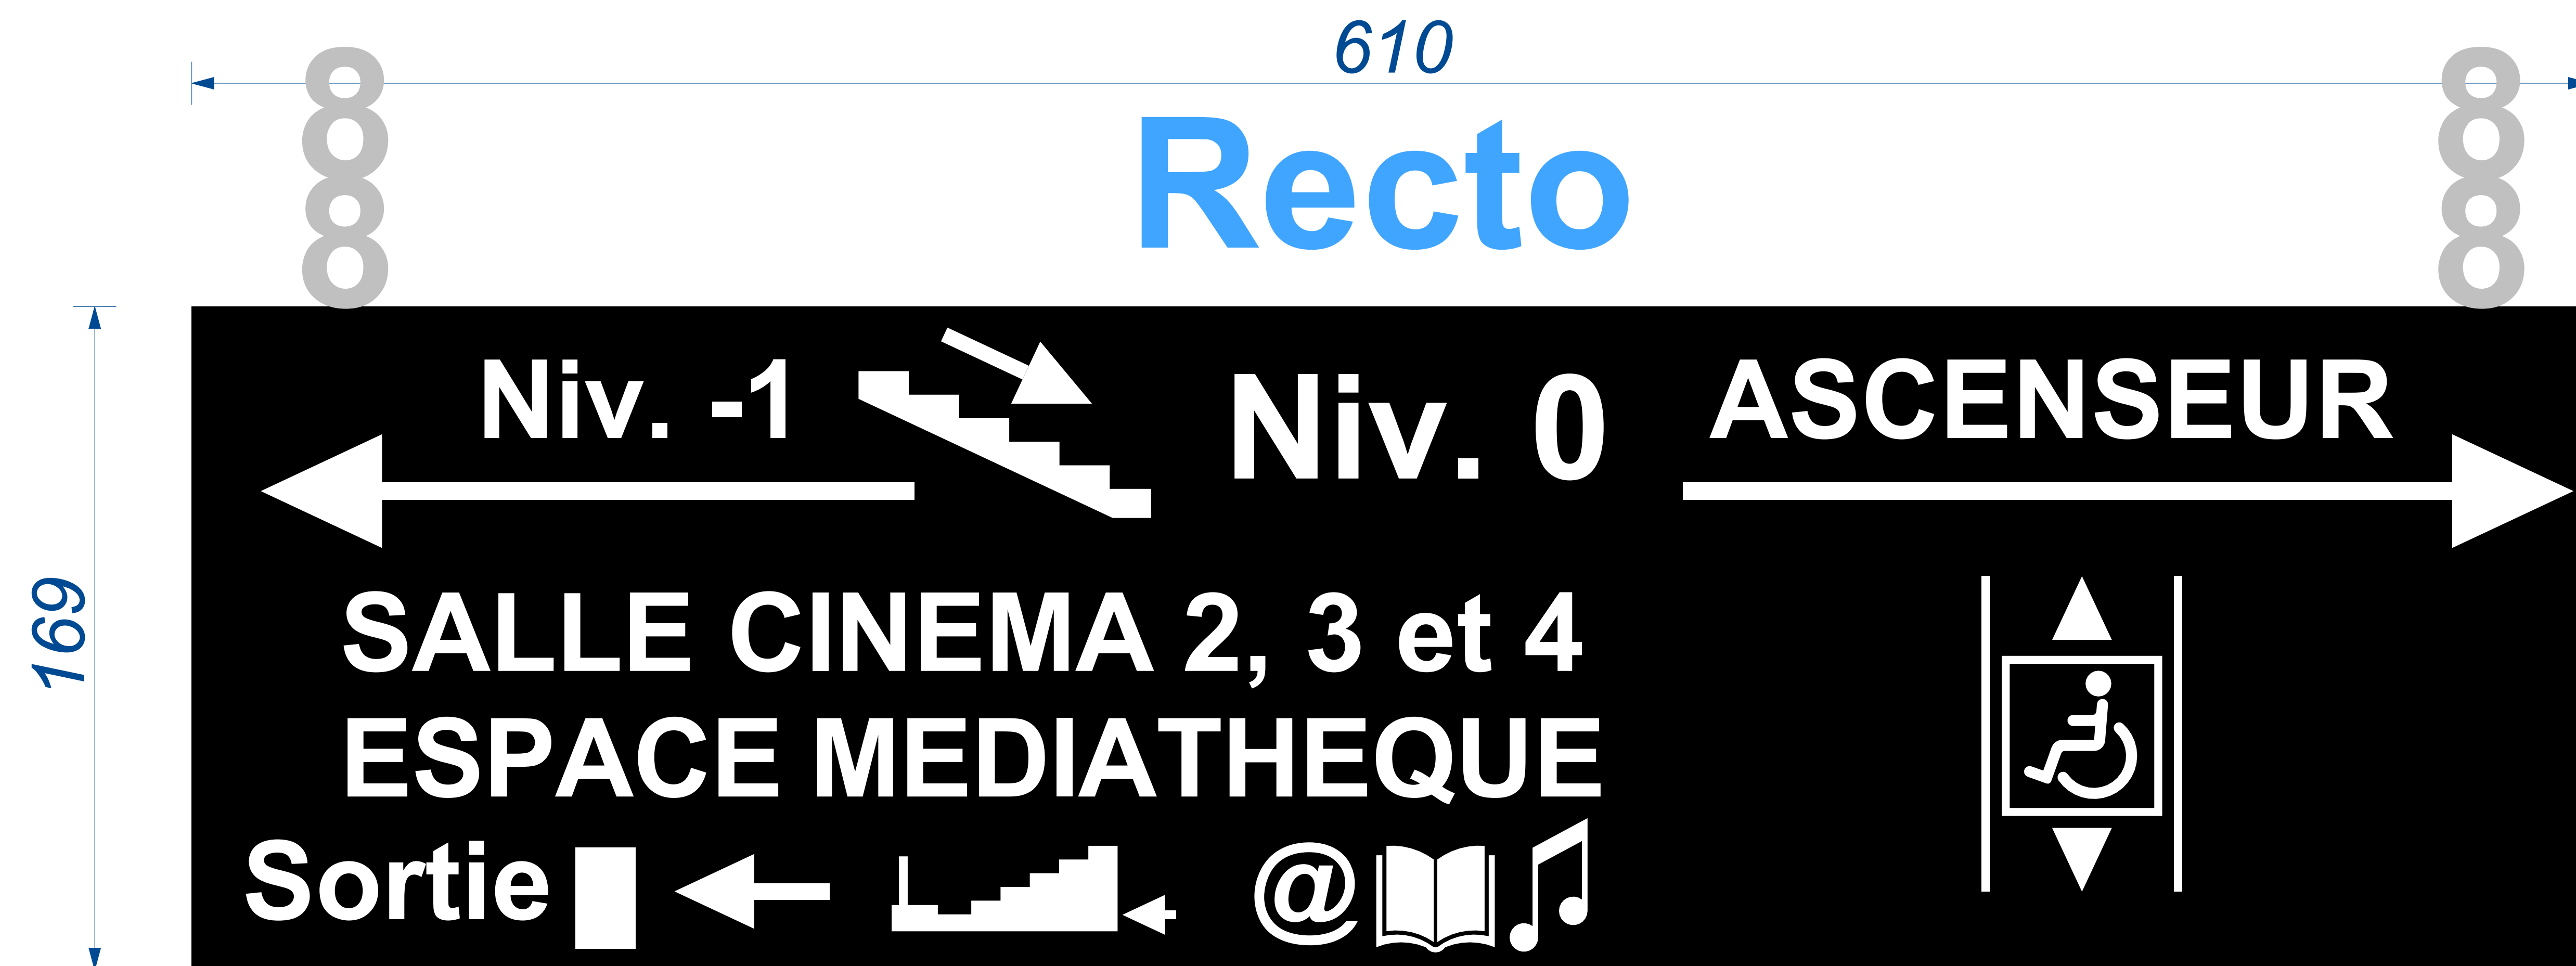 610
Recto
169
Niv. -1 Niv. 0 ASCENSEUR
SALLE CINEMA 2, 3 et 4
ESPACE MEDIATHEQUE
Sortie @